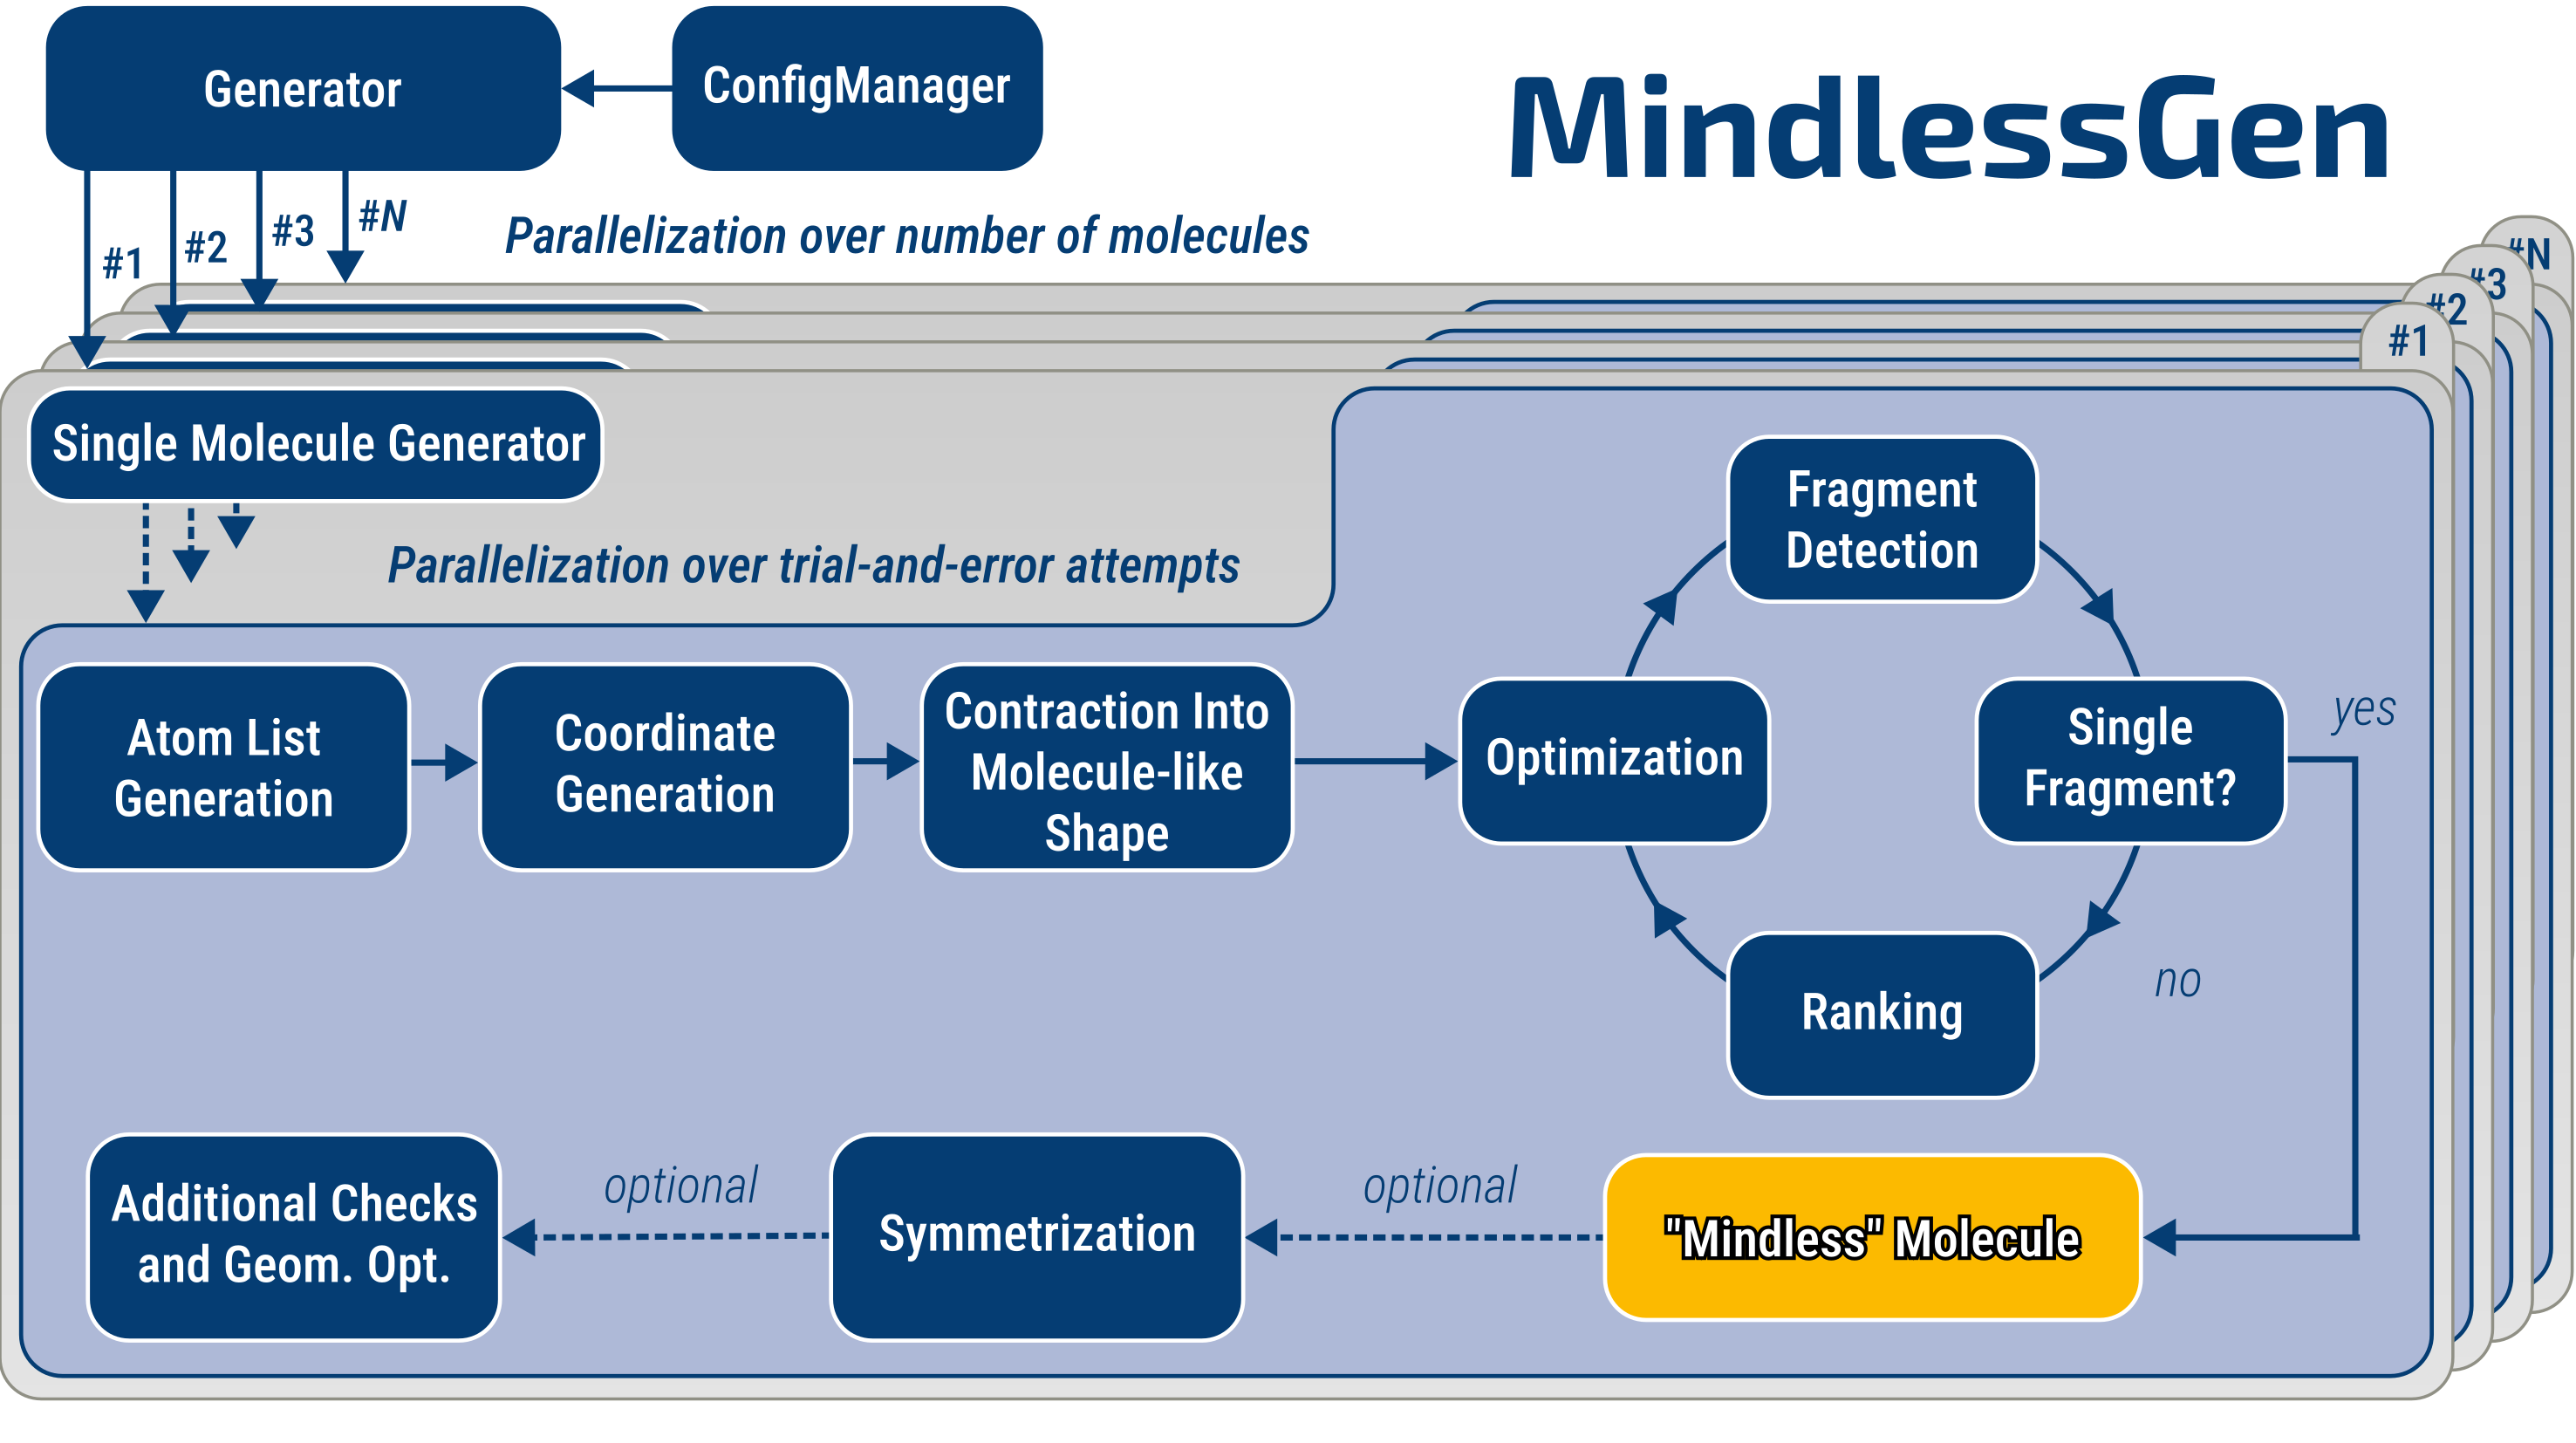 Generator
ConfigManager
MindlessGen
#1
#2
#3
#N
Parallelization over number of molecules
#N
#3
#2
#1
Single Molecule Generator
Parallelization over trial-and-error attempts
Fragment
Detection
Atom List
Generation
Coordinate
Generation
Contraction Into
Molecule-like
Shape
Optimization
Single
Fragment?
yes
no
Ranking
Additional Checks
and Geom. Opt.
optional
Symmetrization
optional
"Mindless" Molecule